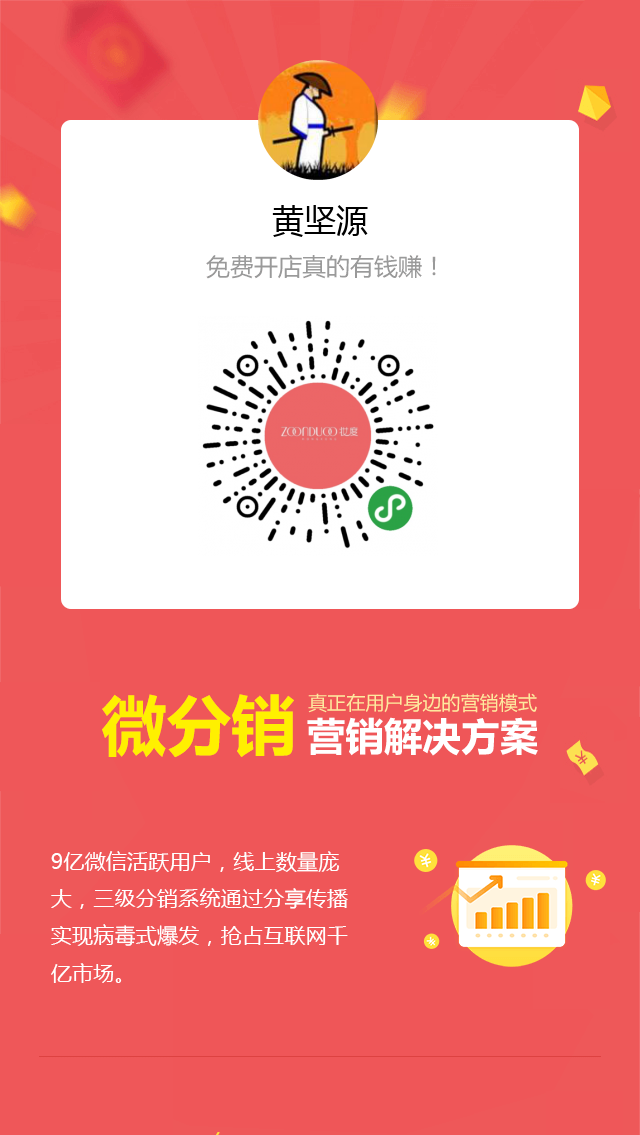 黄坚源
免费开店真的有钱赚！
ZOONDUOO 忆度
微分销
真正在用户身边的营销模式
营销解决方案
9亿微信活跃用户，线上数量庞
大，三级分销系统通过分享传播
实现病毒式爆发，抢占互联网千
亿市场。